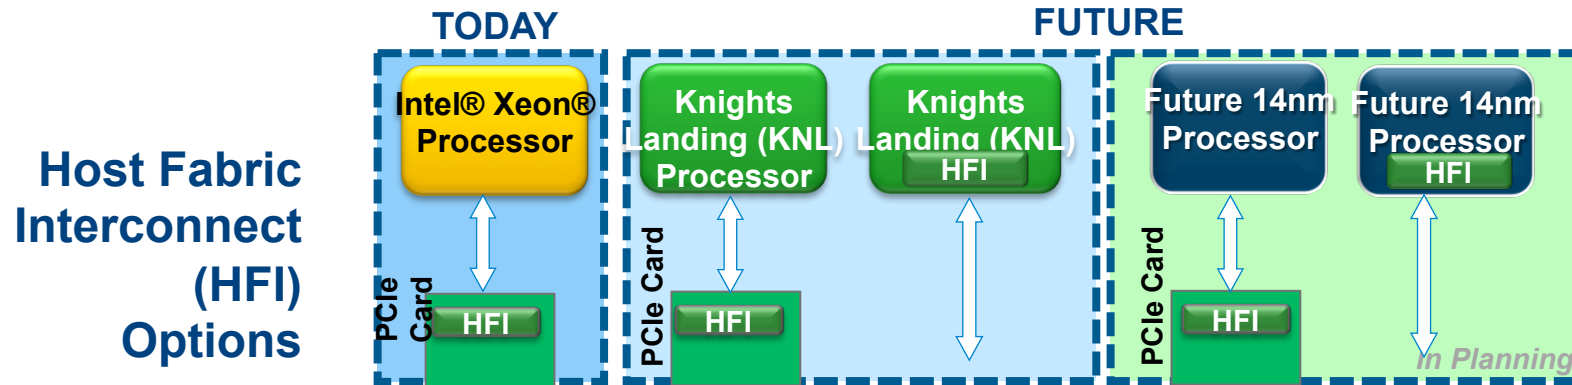 TODAY
FUTURE
Host Fabric
Interconnect
(HFI)
Options
Intel® Xeon®
Processor
PCIe
Card
HFI
Knights
Landing (KNL)
Processor
PCIe Card
HFI
Knights
Landing (KNL)
HFI
Future 14nm
Processor
PCIe Card
HFI
Future 14nm
Processor
HFI
In Planning